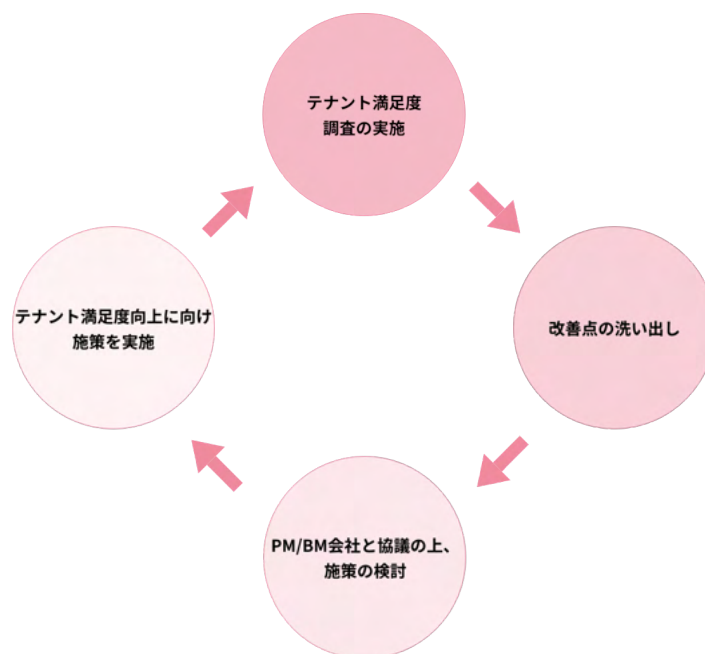 テナント満足度
調査の実施
改善点の洗い出し
PM/BM会社と協議の上、
施策の検討
テナント満足度向上に向け
施策を実施